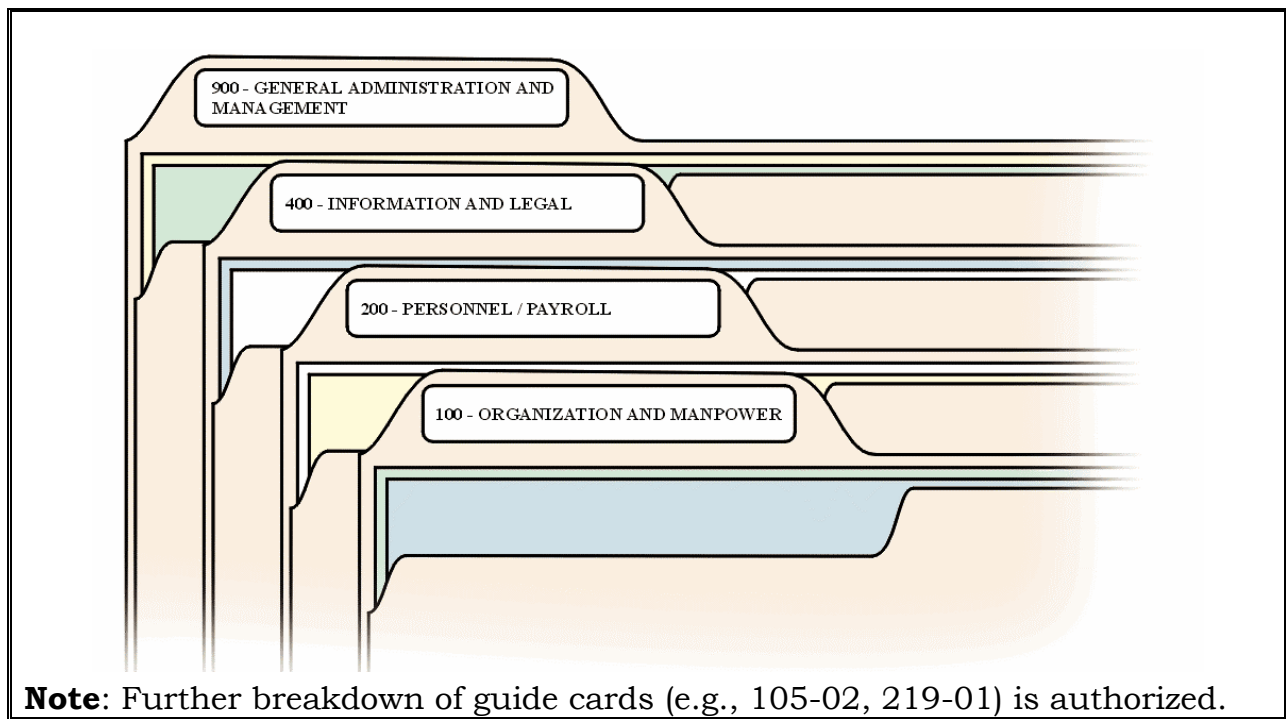 900 - GENERAL ADMINISTRATION AND
MANAGEMENT
400 - INFORMATION AND LEGAL
200 - PERSONNEL / PAYROLL
100 - ORGANIZATION AND MANPOWER
Note: Further breakdown of guide cards (e.g., 105-02, 219-01) is authorized.